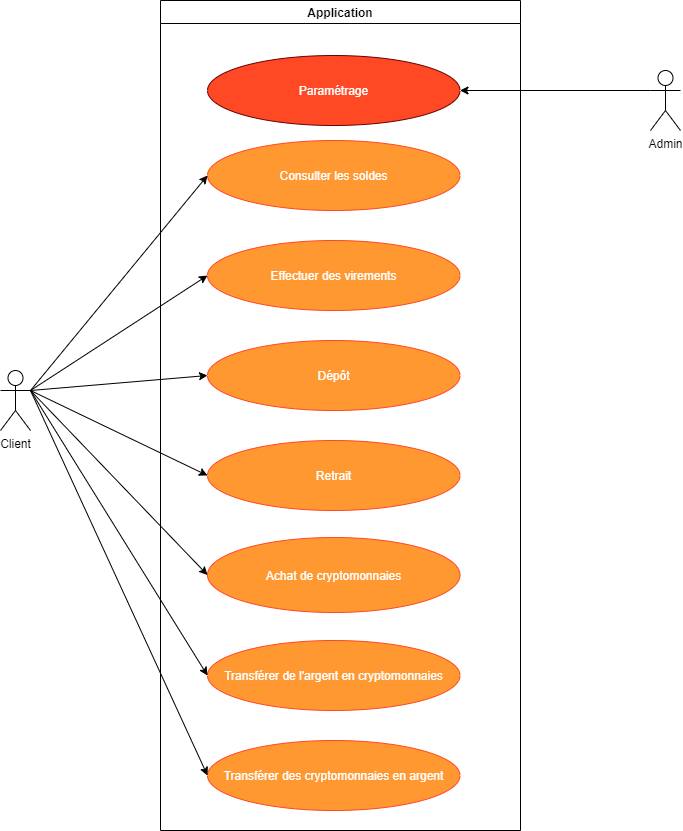 Application
Paramétrage
Admin
Consulter les soldes
Effectuer des virements
Dépôt
Client
Retrait
Achat de cryptomonnaies
Transférer de l'argent en cryptomonnaies
Transférer des cryptomonnaies en argent